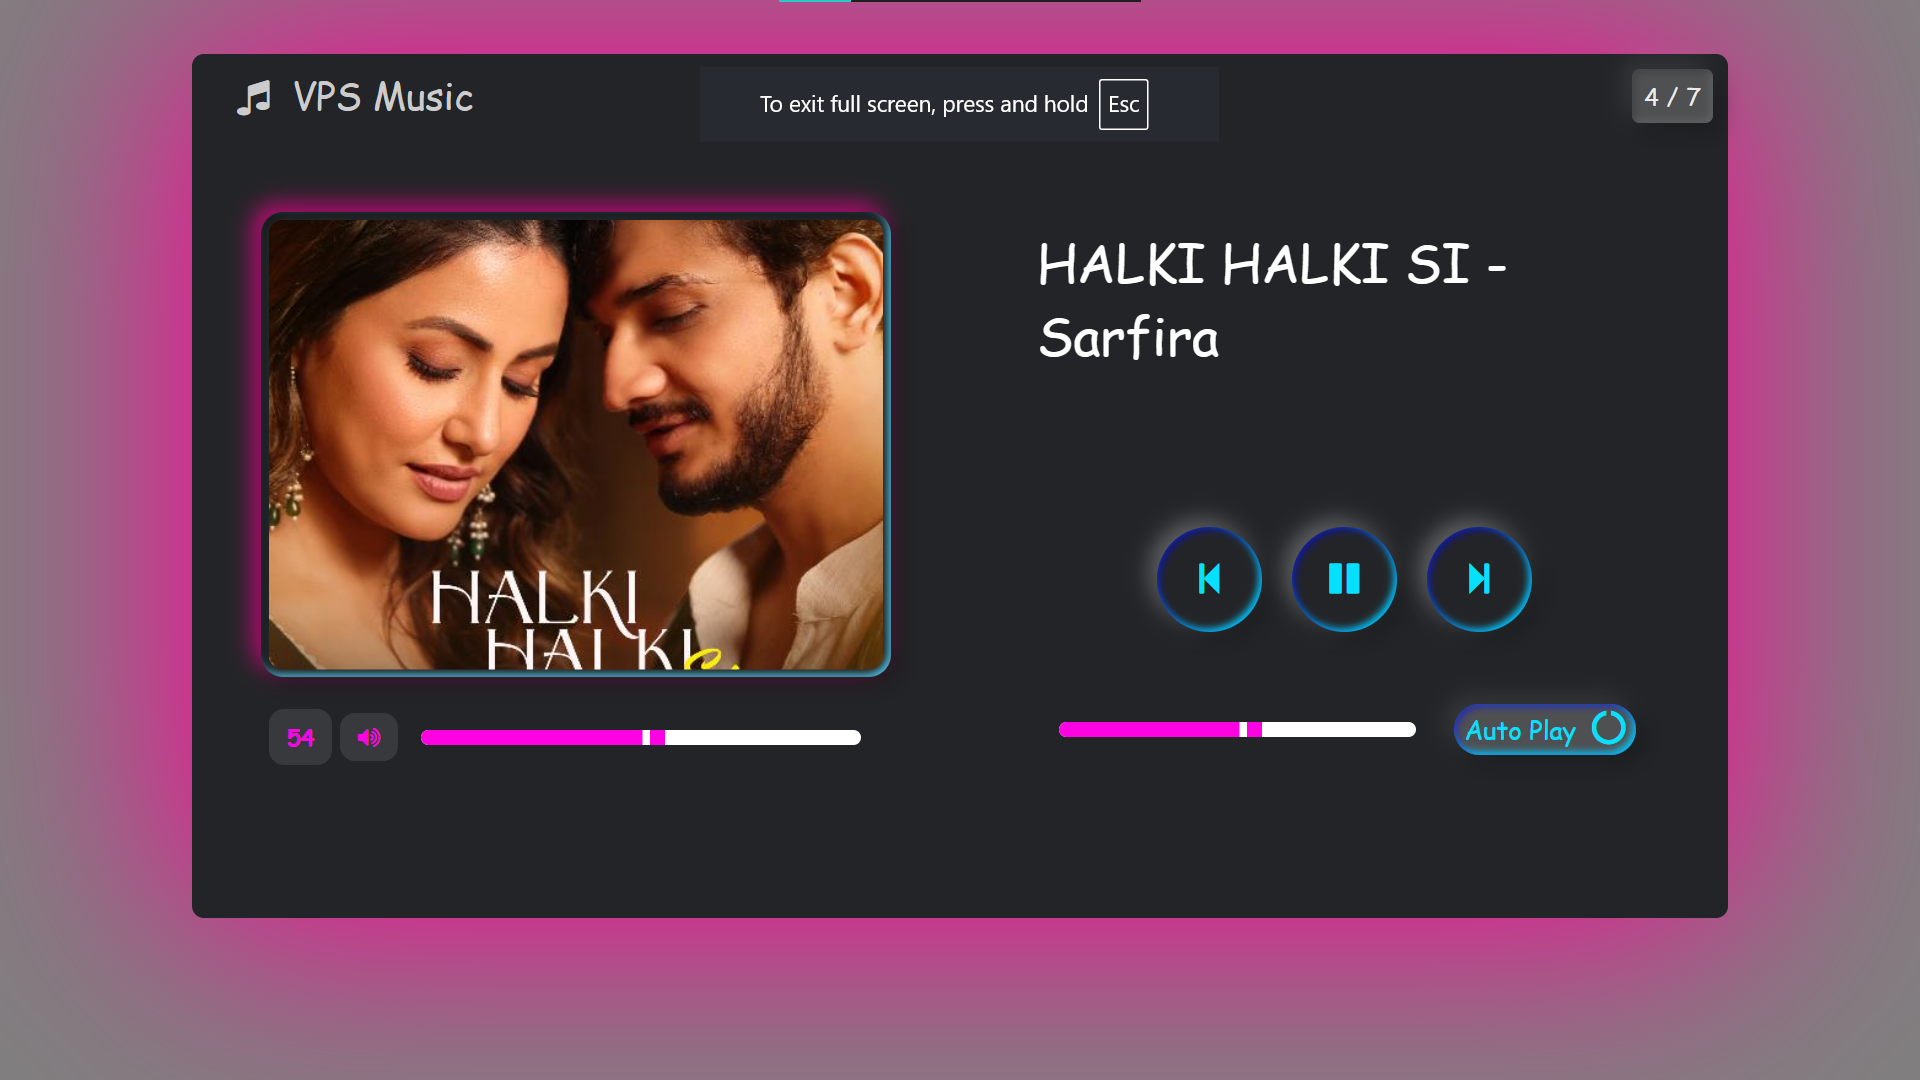 VPS Music
To exit full screen, press and hold Esc
4 / 7
HALKI HALKI SI -
Sarfira
HALKI
HALKI
54
Auto Play